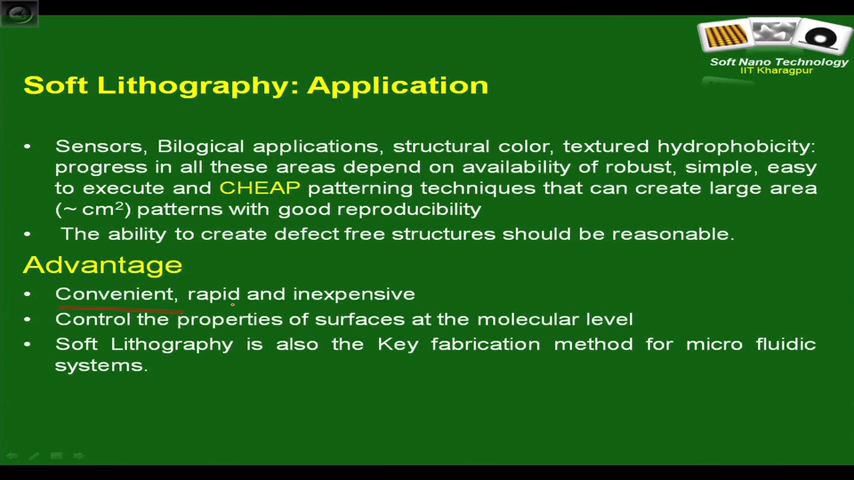 Soft Nano Technology
IIT Kharagpur
Soft Lithography: Application
• Sensors, Bilogical applications, structural color, textured hydrophobicity:
progress in all these areas depend on availability of robust, simple, easy
to execute and CHEAP patterning techniques that can create large area
(~ cm²) patterns with good reproducibility
• The ability to create defect free structures should be reasonable.
Advantage
• Convenient, rapid and inexpensive
• Control the properties of surfaces at the molecular level
• Soft Lithography is also the Key fabrication method for micro fluidic
systems.